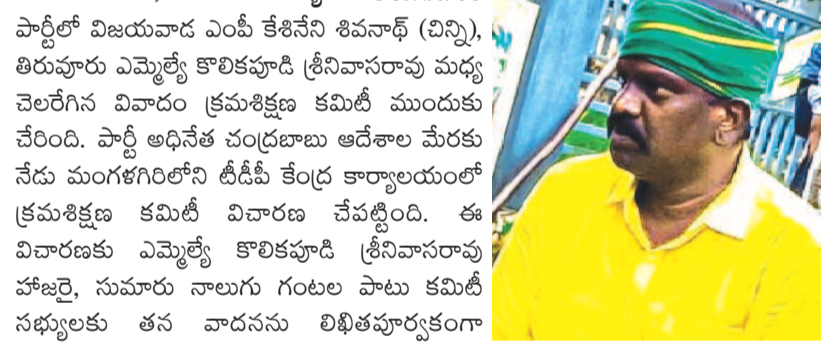 పార్టీలో విజయవాడ ఎంపీ కేశినేని శివనాథ్ (చిన్ని),
తిరువూరు ఎమ్మెల్యే కొలికపూడి శ్రీనివాసరావు మధ్య
చెలరేగిన వివాదం క్రమశిక్షణ కమిటీ ముందుకు
చేరింది. పార్టీ అధినేత చంద్రబాబు ఆదేశాల మేరకు
నేడు మంగళగిరిలోని టీడీపీ కేంద్ర కార్యాలయంలో
క్రమశిక్షణ కమిటీ విచారణ చేపట్టింది. ఈ
విచారణకు ఎమ్మెల్యే కొలికపూడి శ్రీనివాసరావు
హాజరై, సుమారు నాలుగు గంటల పాటు కమిటీ
సభ్యులకు తన వాదనను లిఖితపూర్వకంగా